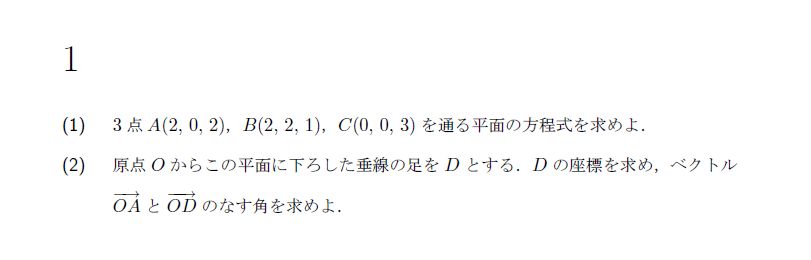 1
(1) 3 点 A(2, 0, 2), B(2, 2, 1), C(0, 0, 3) を通る平面の方程式を求めよ.
(2) 原点 O からこの平面に下ろした垂線の足を D とする. D の座標を求め, ベクトル
$\overrightarrow{OA}$ と $\overrightarrow{OD}$ のなす角を求めよ.